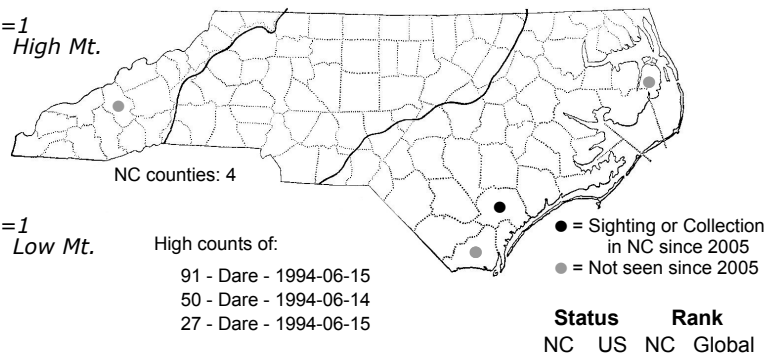 =1
High Mt.
NC counties: 4
=1
Low Mt.
High counts of:
91 - Dare - 1994-06-15
50 - Dare - 1994-06-14
27 - Dare - 1994-06-15
= Sighting or Collection
in NC since 2005
= Not seen since 2005
Status Rank
NC US NC Global